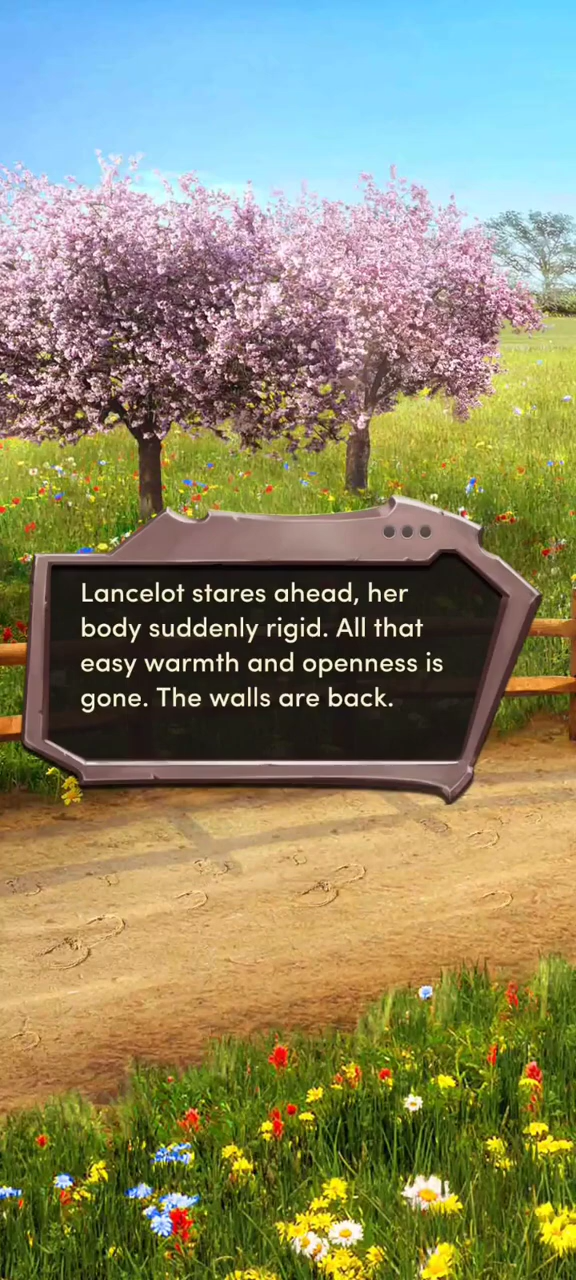 Lancelot stares ahead, her
body suddenly rigid. All that
easy warmth and openness is
gone. The walls are back.